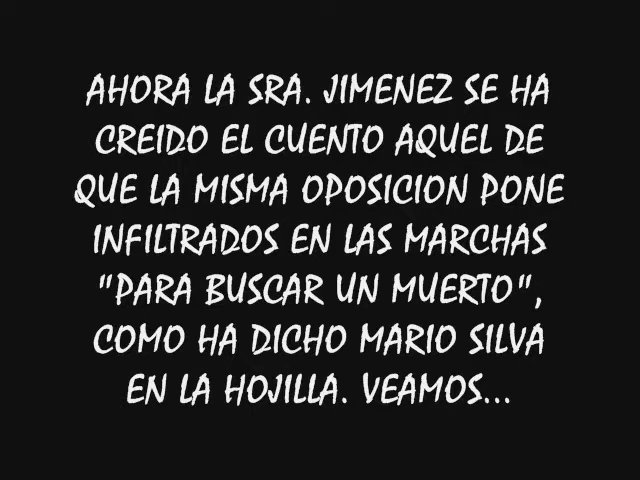 AHORA LA SRA. JIMENEZ SE HA
CREIDO EL CUENTO AQUEL DE
QUE LA MISMA OPOSICION PONE
INFILTRADOS EN LAS MARCHAS
"PARA BUSCAR UN MUERTO",
COMO HA DICHO MARIO SILVA
EN LA HOJILLA. VEAMOS...